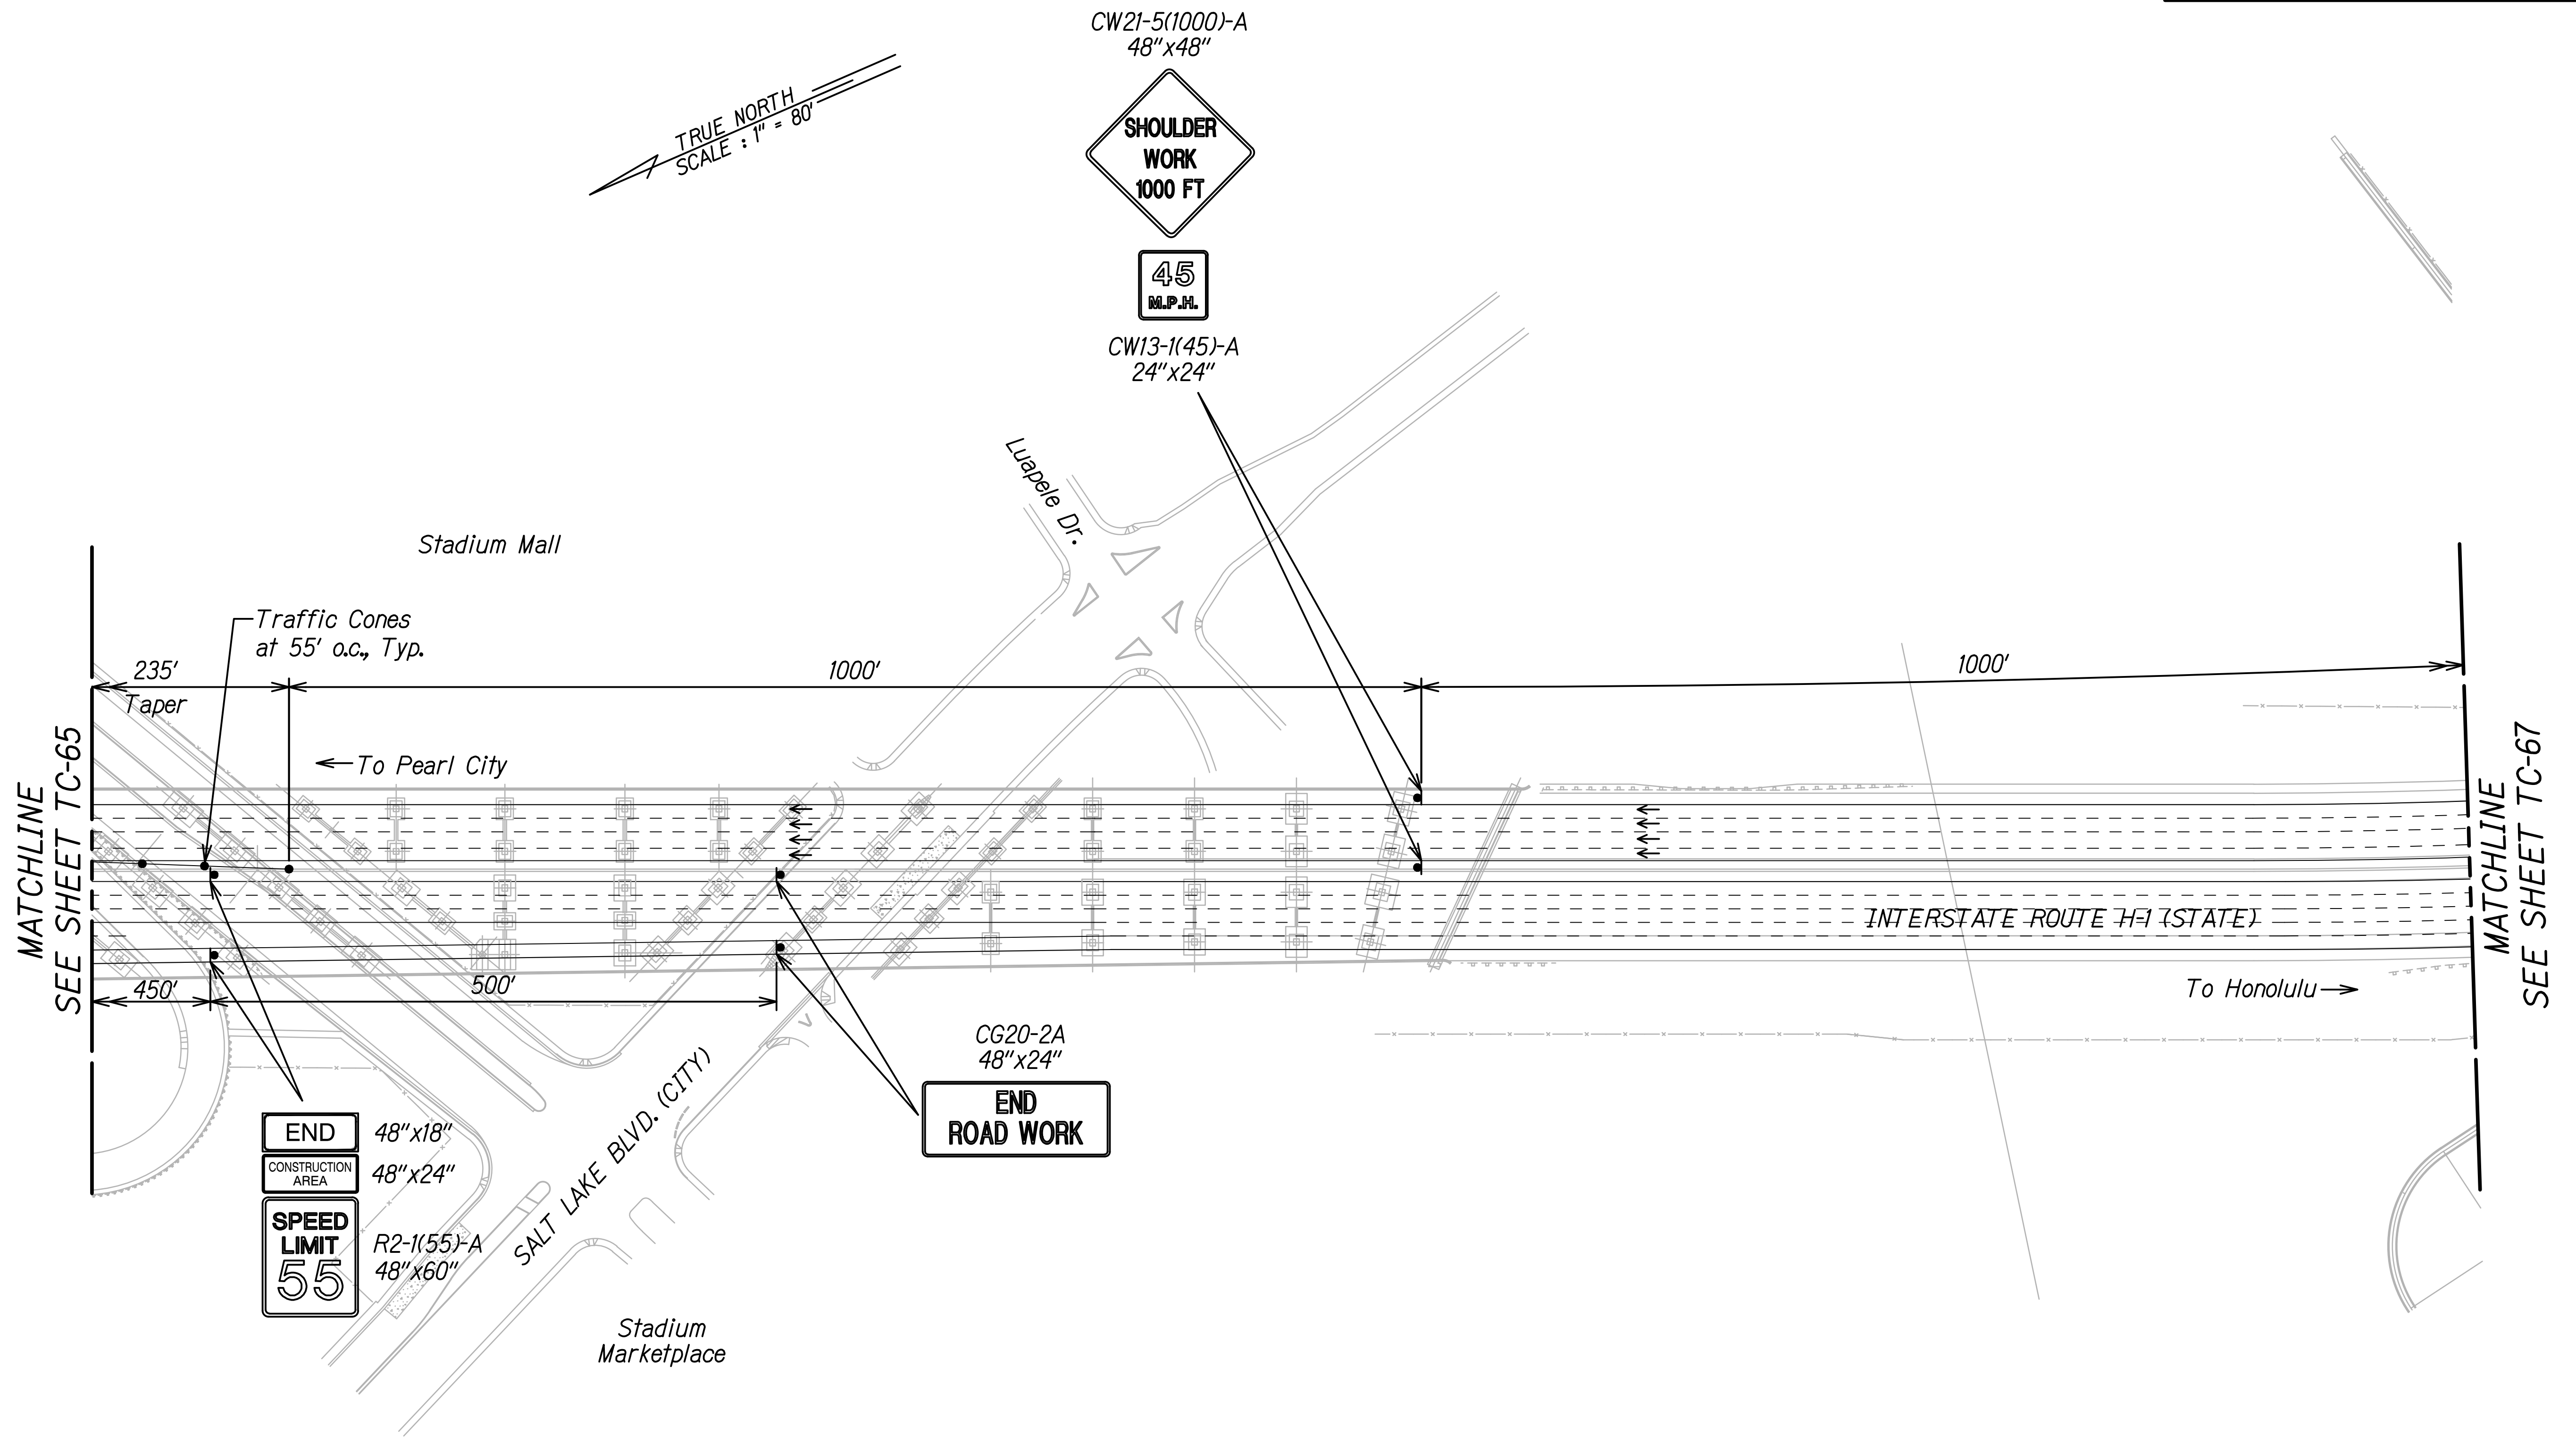 CW21-5(1000)-A
48"x48"
SHOULDER
WORK
1000 FT
45
M.P.H.
CW13-1(45)-A
24"x24"
TRUE NORTH
SCALE : 1" = 80'
Luapele Dr.
Stadium Mall
Traffic Cones
at 55' o.c., Typ.
235'
Taper
1000'
1000'
To Pearl City
MATCHLINE
SEE SHEET TC-65
MATCHLINE
SEE SHEET TC-67
INTERSTATE ROUTE H-1 (STATE)
To Honolulu
450'
500'
CG20-2A
48"x24"
END
ROAD WORK
END
48"x18"
CONSTRUCTION
AREA
48"x24"
SPEED
LIMIT
55
R2-1(55)-A
48"x60"
SALT LAKE BLVD. (CITY)
Stadium
Marketplace